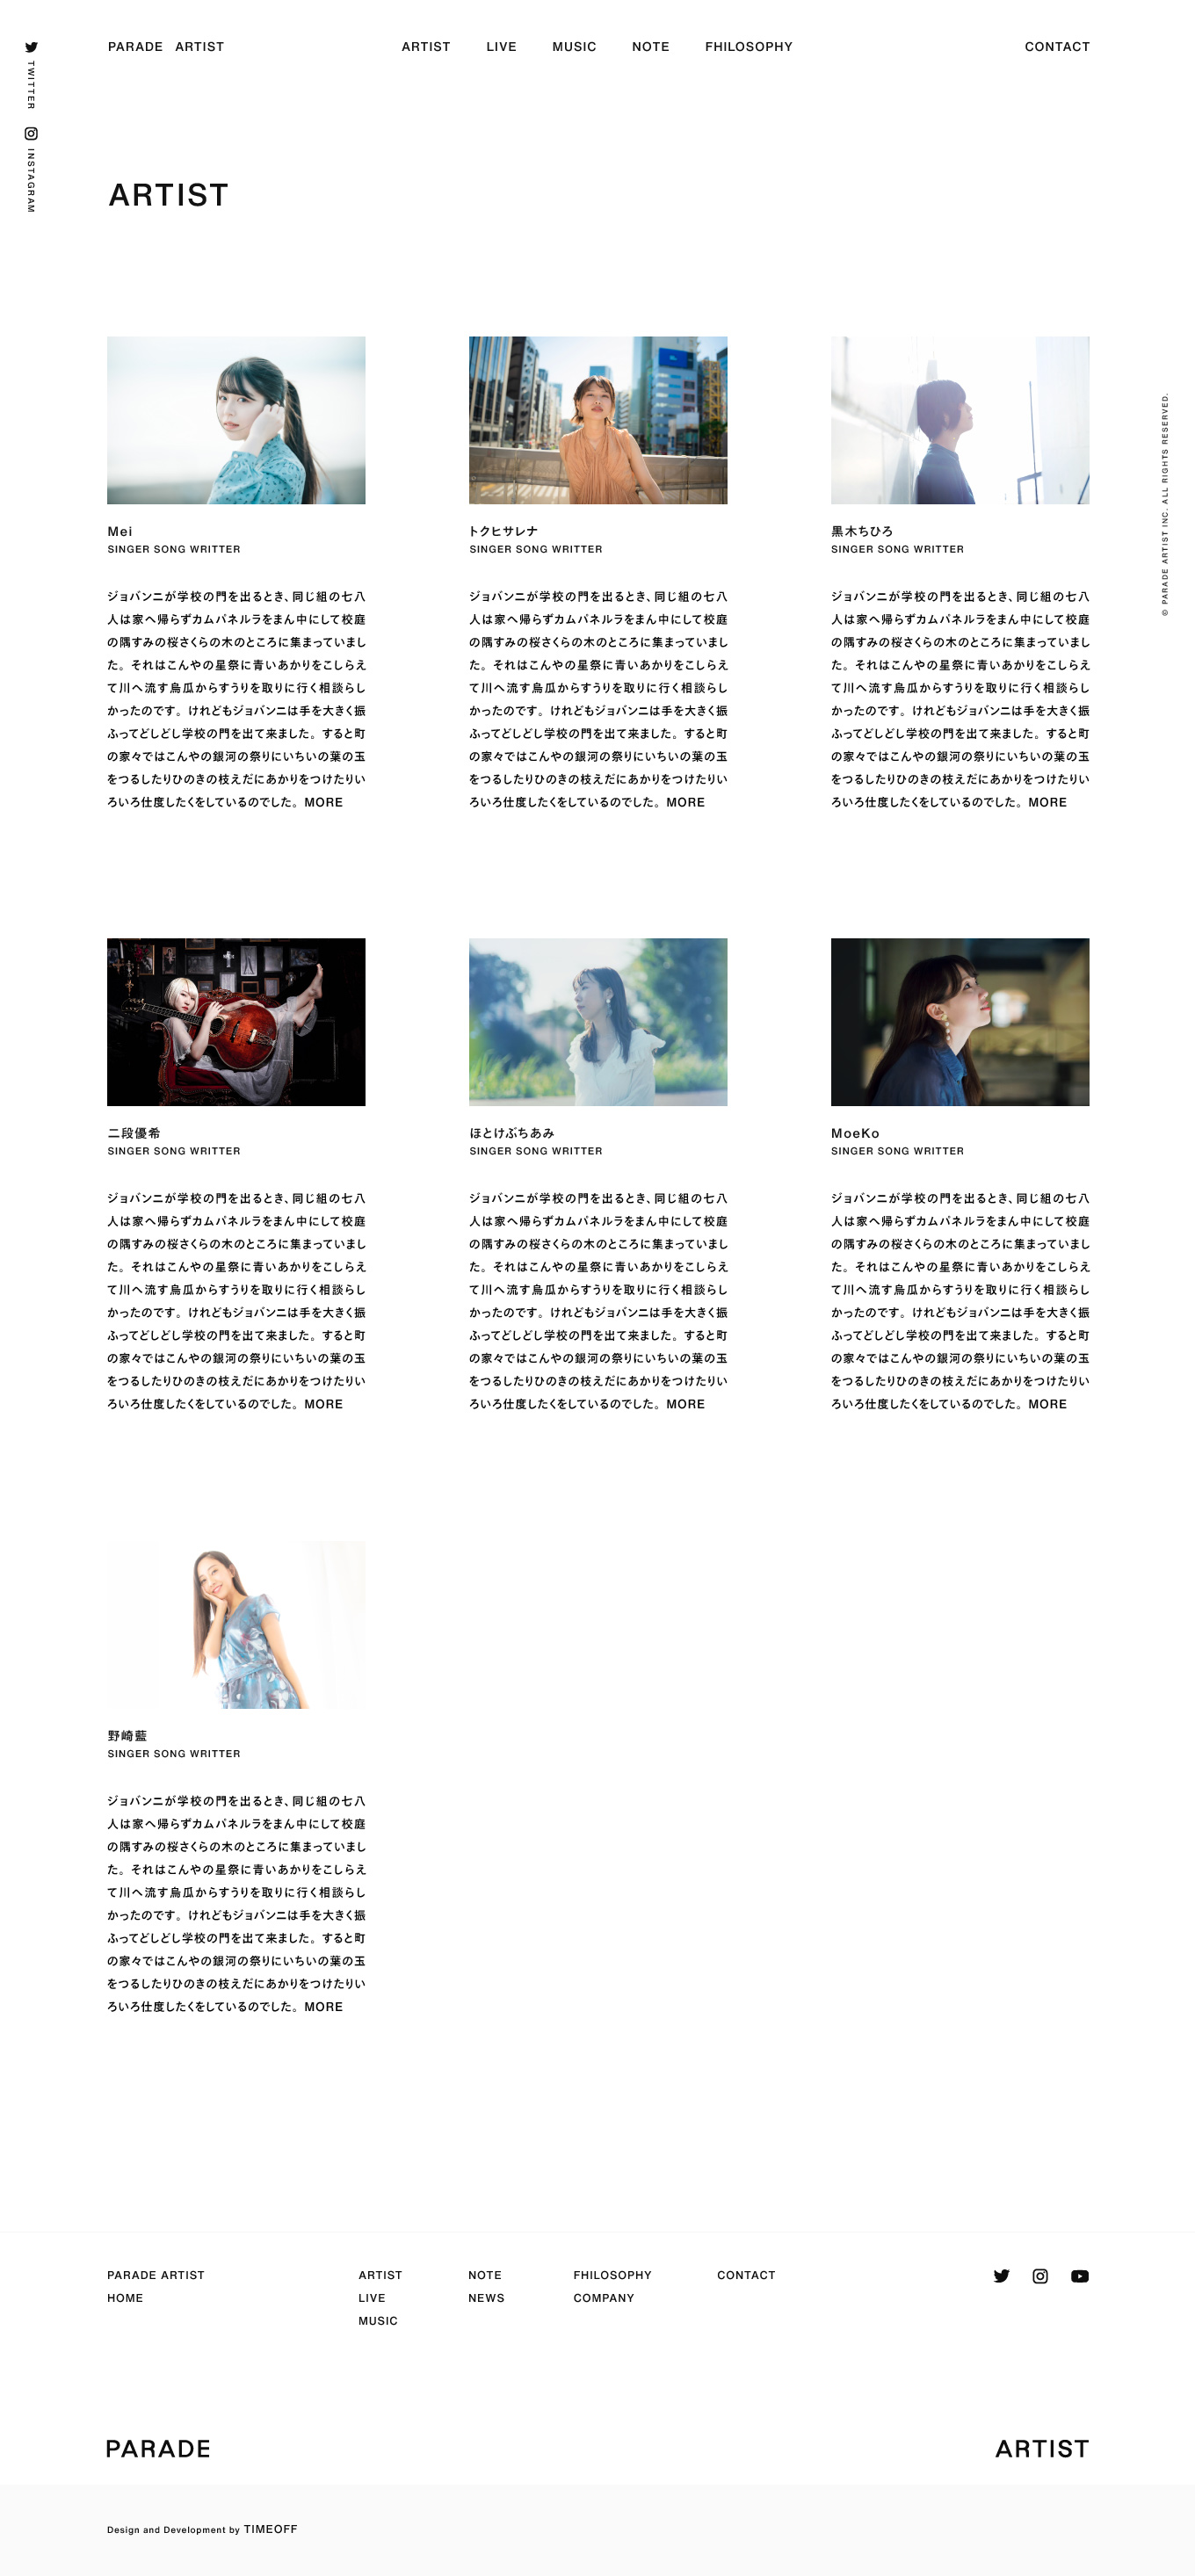 TWITTER
INSTAGRAM
PARADE ARTIST
ARTIST LIVE MUSIC NOTE FHILOSOPHY
CONTACT
ARTIST
© PARADE ARTIST INC. ALL RIGHTS RESERVED.
Mei
SINGER SONG WRITTER
ジョバンニが学校の門を出るとき、同じ組の七八
人は家へ帰らずカムパネルラをまん中にして校庭
の隅すみの桜さくらの木のところに集まっていまし
た。それはこんやの星祭に青いあかりをこしらえ
て川へ流す烏瓜からすうりを取りに行く相談らし
かったのです。けれどもジョバンニは手を大きく振
ふってどしどし学校の門を出て来ました。すると町
の家々ではこんやの銀河の祭りにいちいの葉の玉
をつるしたりひのきの枝えだにあかりをつけたりい
ろいろ仕度したくをしているのでした。MORE
トクヒサレナ
SINGER SONG WRITTER
ジョバンニが学校の門を出るとき、同じ組の七八
人は家へ帰らずカムパネルラをまん中にして校庭
の隅すみの桜さくらの木のところに集まっていまし
た。それはこんやの星祭に青いあかりをこしらえ
て川へ流す烏瓜からすうりを取りに行く相談らし
かったのです。けれどもジョバンニは手を大きく振
ふってどしどし学校の門を出て来ました。すると町
の家々ではこんやの銀河の祭りにいちいの葉の玉
をつるしたりひのきの枝えだにあかりをつけたりい
ろいろ仕度したくをしているのでした。MORE
黒木ちひろ
SINGER SONG WRITTER
ジョバンニが学校の門を出るとき、同じ組の七八
人は家へ帰らずカムパネルラをまん中にして校庭
の隅すみの桜さくらの木のところに集まっていまし
た。それはこんやの星祭に青いあかりをこしらえ
て川へ流す烏瓜からすうりを取りに行く相談らし
かったのです。けれどもジョバンニは手を大きく振
ふってどしどし学校の門を出て来ました。すると町
の家々ではこんやの銀河の祭りにいちいの葉の玉
をつるしたりひのきの枝えだにあかりをつけたりい
ろいろ仕度したくをしているのでした。MORE
二段優希
SINGER SONG WRITTER
ジョバンニが学校の門を出るとき、同じ組の七八
人は家へ帰らずカムパネルラをまん中にして校庭
の隅すみの桜さくらの木のところに集まっていまし
た。それはこんやの星祭に青いあかりをこしらえ
て川へ流す烏瓜からすうりを取りに行く相談らし
かったのです。けれどもジョバンニは手を大きく振
ふってどしどし学校の門を出て来ました。すると町
の家々ではこんやの銀河の祭りにいちいの葉の玉
をつるしたりひのきの枝えだにあかりをつけたりい
ろいろ仕度したくをしているのでした。MORE
ほとけぶちあみ
SINGER SONG WRITTER
ジョバンニが学校の門を出るとき、同じ組の七八
人は家へ帰らずカムパネルラをまん中にして校庭
の隅すみの桜さくらの木のところに集まっていまし
た。それはこんやの星祭に青いあかりをこしらえ
て川へ流す烏瓜からすうりを取りに行く相談らし
かったのです。けれどもジョバンニは手を大きく振
ふってどしどし学校の門を出て来ました。すると町
の家々ではこんやの銀河の祭りにいちいの葉の玉
をつるしたりひのきの枝えだにあかりをつけたりい
ろいろ仕度したくをしているのでした。MORE
MoeKo
SINGER SONG WRITTER
ジョバンニが学校の門を出るとき、同じ組の七八
人は家へ帰らずカムパネルラをまん中にして校庭
の隅すみの桜さくらの木のところに集まっていまし
た。それはこんやの星祭に青いあかりをこしらえ
て川へ流す烏瓜からすうりを取りに行く相談らし
かったのです。けれどもジョバンニは手を大きく振
ふってどしどし学校の門を出て来ました。すると町
の家々ではこんやの銀河の祭りにいちいの葉の玉
をつるしたりひのきの枝えだにあかりをつけたりい
ろいろ仕度したくをしているのでした。MORE
野崎藍
SINGER SONG WRITTER
ジョバンニが学校の門を出るとき、同じ組の七八
人は家へ帰らずカムパネルラをまん中にして校庭
の隅すみの桜さくらの木のところに集まっていまし
た。それはこんやの星祭に青いあかりをこしらえ
て川へ流す烏瓜からすうりを取りに行く相談らし
かったのです。けれどもジョバンニは手を大きく振
ふってどしどし学校の門を出て来ました。すると町
の家々ではこんやの銀河の祭りにいちいの葉の玉
をつるしたりひのきの枝えだにあかりをつけたりい
ろいろ仕度したくをしているのでした。MORE
PARADE ARTIST
HOME
ARTIST
LIVE
MUSIC
NOTE
NEWS
FHILOSOPHY
COMPANY
CONTACT
PARADE
ARTIST
Design and Development by TIMEOFF